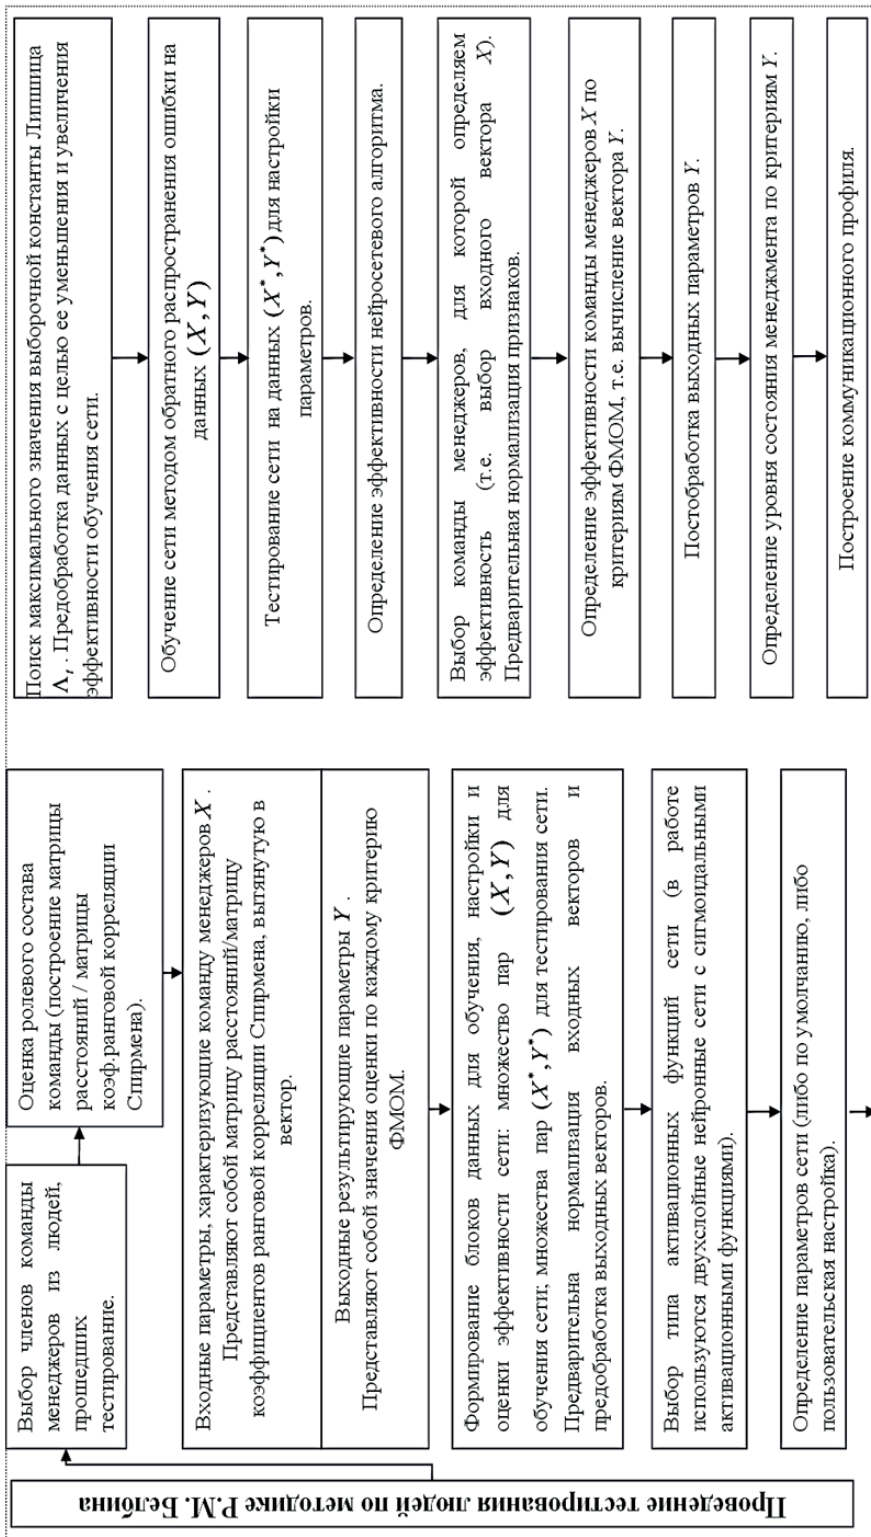 Проведение тестирования людей по методике Р.М. Белбина
Выбор членов команды
менеджеров из людей,
прошедших
тестирование.
Оценка ролевого состава
команды (построение матрицы
расстояний / матрицы
коэф.ранговой корреляции
Спирмена).
Входные параметры, характеризующие команду менеджеров X .
Представляют собой матрицу расстояний/матрицу
коэффициентов ранговой корреляции Спирмена, вытянутую в
вектор.
Выходные результирующие параметры Y .
Представляют собой значения оценки по каждому критерию
ФМОМ.
Формирование блоков данных для обучения, настройки и
оценки эффективности сети: множество пар (X,Y) для
обучения сети; множества пар (X*,Y*) для тестирования сети.
Предварительна нормализация входных векторов и
предобработка выходных векторов.
Выбор типа активационных функций сети (в работе
используются двухслойные нейронные сети с сигмоидальными
активационными функциями).
Определение параметров сети (либо по умолчанию, либо
пользовательская настройка).
Поиск максимального значения выборочной константы Липшица
Λt . Предобработка данных с целью ее уменьшения и увеличения
эффективности обучения сети.
Обучение сети методом обратного распространения ошибки на
данных (X,Y)
Тестирование сети на данных (X*,Y*) для настройки
параметров.
Определение эффективности нейросетевого алгоритма.
Выбор команды менеджеров, для которой определяем
эффективность (т.е. выбор входного вектора X).
Предварительная нормализация признаков.
Определение эффективности команды менеджеров X по
критериям ФМОМ, т.е. вычисление вектора Y.
Постобработка выходных параметров Y.
Определение уровня состояния менеджмента по критериям Y.
Построение коммуникационного профиля.